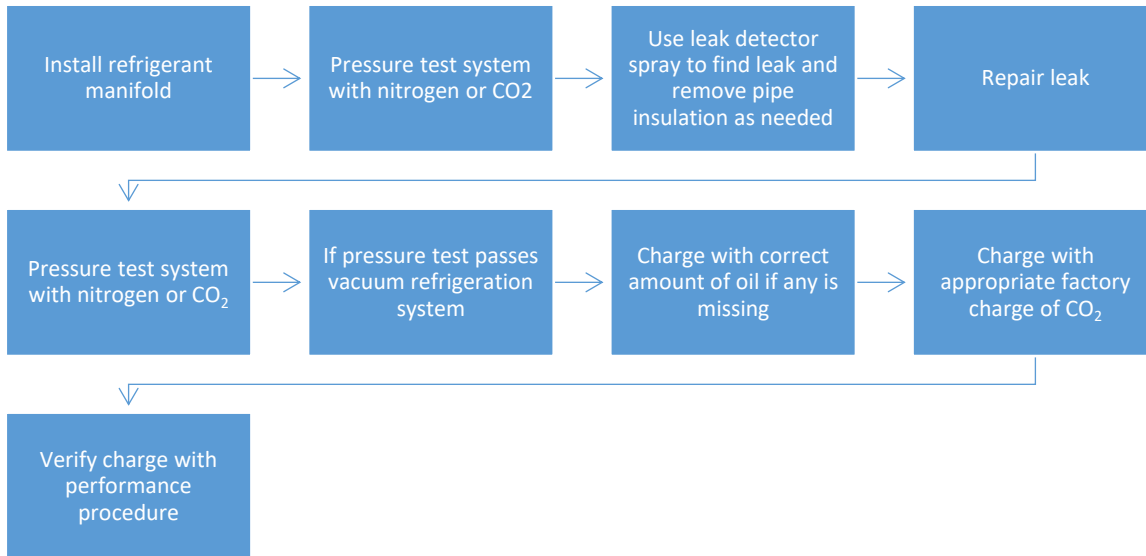 Install refrigerant
manifold
Pressure test system
with nitrogen or CO2
Use leak detector
spray to find leak and
remove pipe
insulation as needed
Repair leak
Pressure test system
with nitrogen or CO₂
If pressure test passes
vacuum refrigeration
system
Charge with correct
amount of oil if any is
missing
Charge with
appropriate factory
charge of CO₂
Verify charge with
performance
procedure